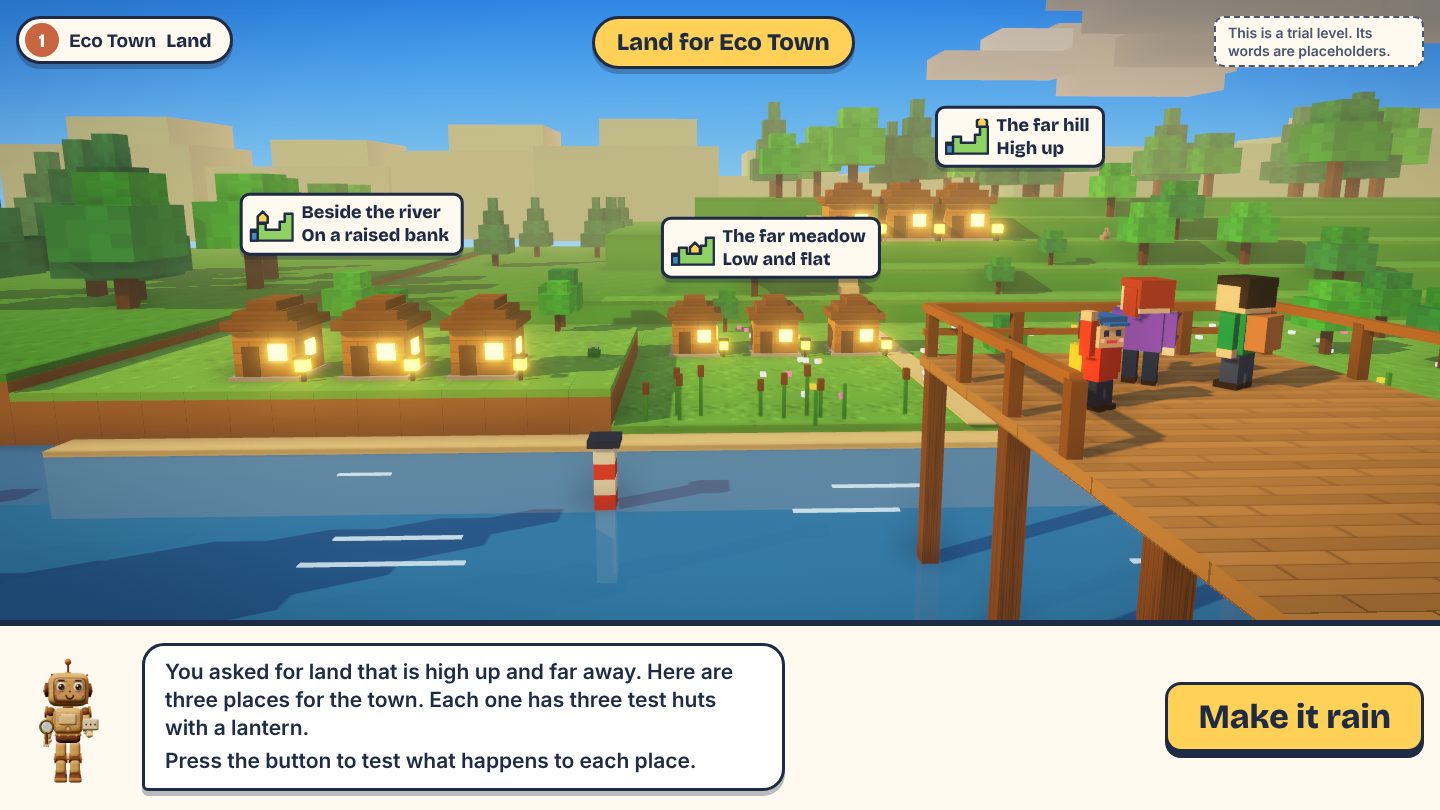 1 Eco Town Land
Land for Eco Town
This is a trial level. Its
words are placeholders.
The far hill
High up
Beside the river
On a raised bank
The far meadow
Low and flat
You asked for land that is high up and far away. Here are
three places for the town. Each one has three test huts
with a lantern.
Press the button to test what happens to each place.
Make it rain